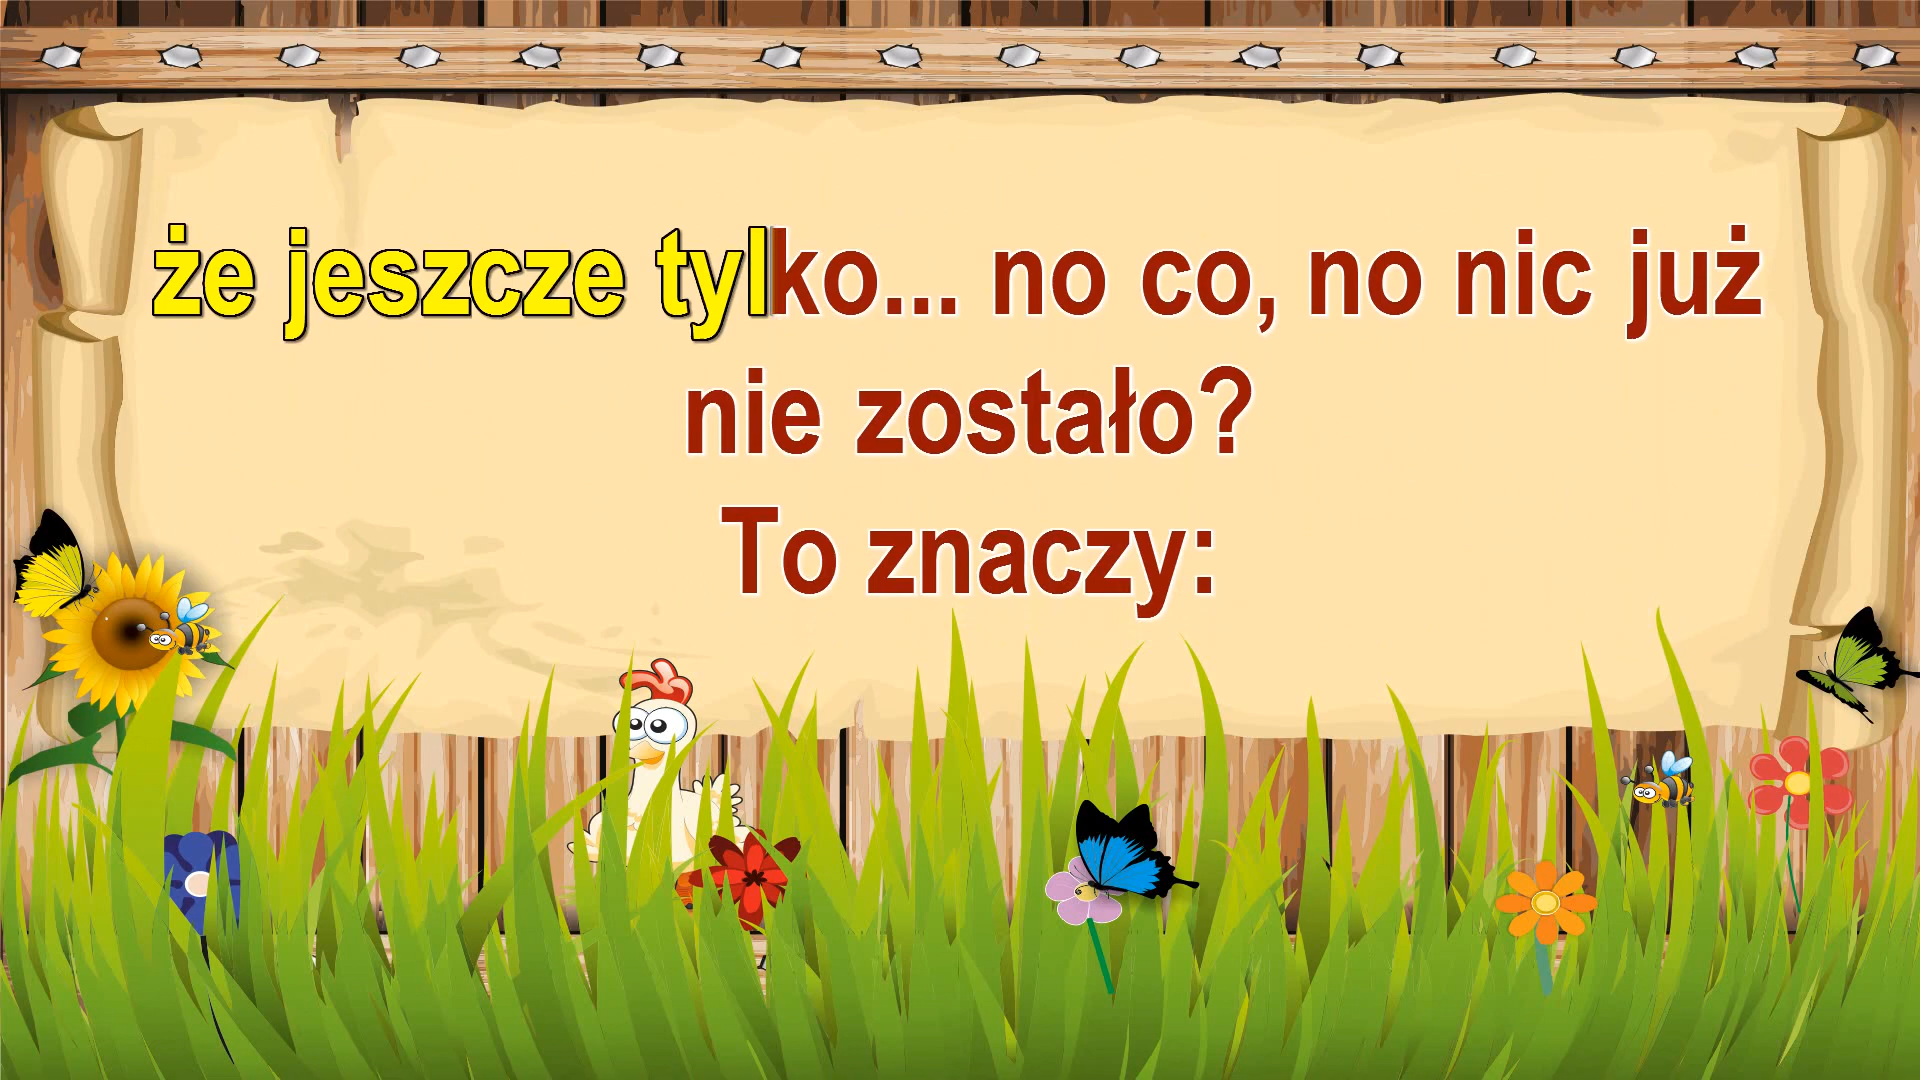 że jeszcze tylko... no co, no nic już
nie zostało?
To znaczy: